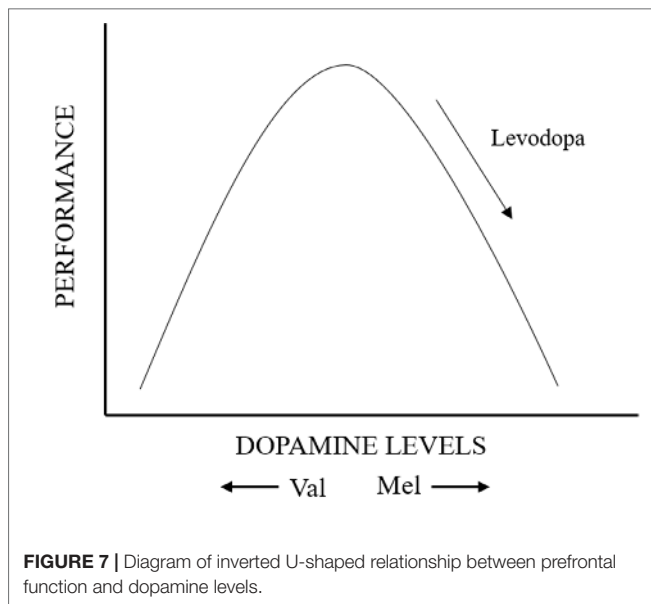 PERFORMANCE
Levodopa
DOPAMINE LEVELS
Val Mel
FIGURE 7 | Diagram of inverted U-shaped relationship between prefrontal
function and dopamine levels.